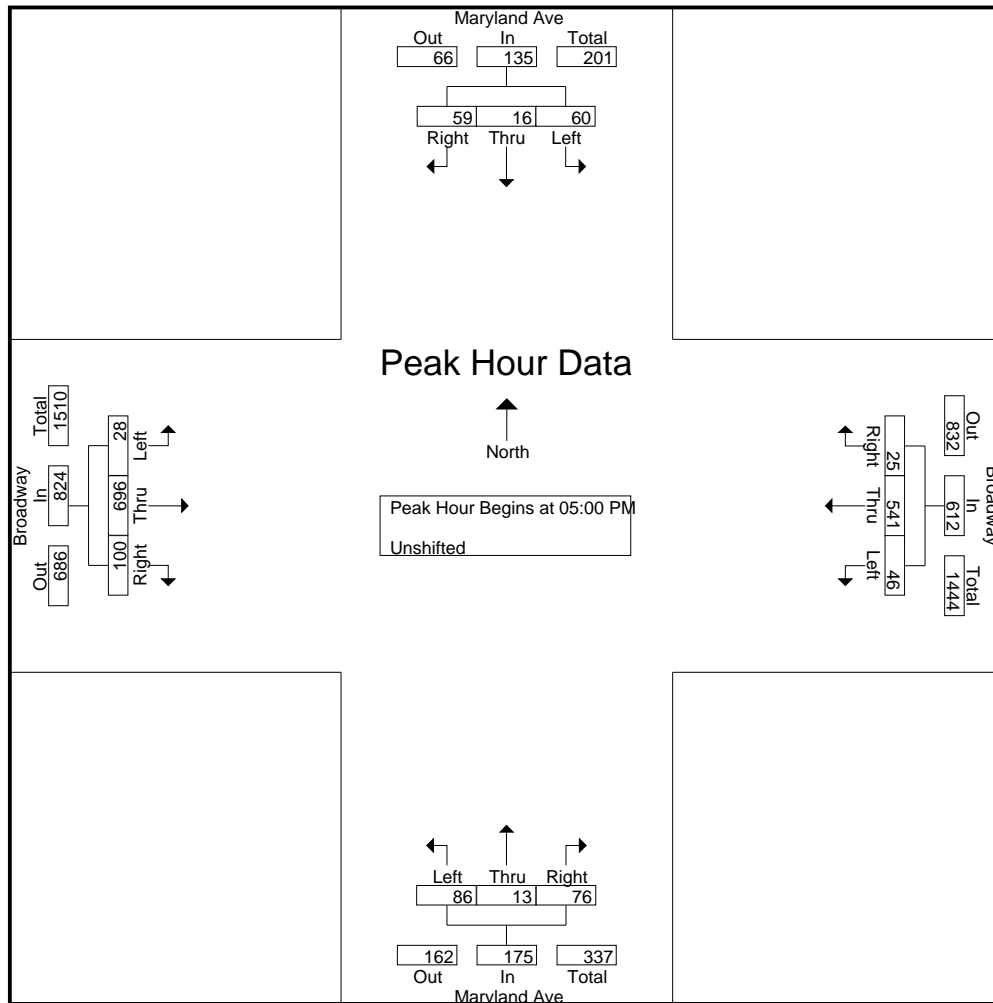 Maryland Ave
Out In Total
66 135 201
59 16 60
Right Thru Left
Peak Hour Data
North
Peak Hour Begins at 05:00 PM
Unshifted
Broadway
Total In Out
1510 824 686
28 696 100
Left Thru Right
Broadway
Out In Total
832 612 1444
25 541 46
Right Thru Left
Left Thru Right
86 13 76
162 175 337
Out In Total
Maryland Ave